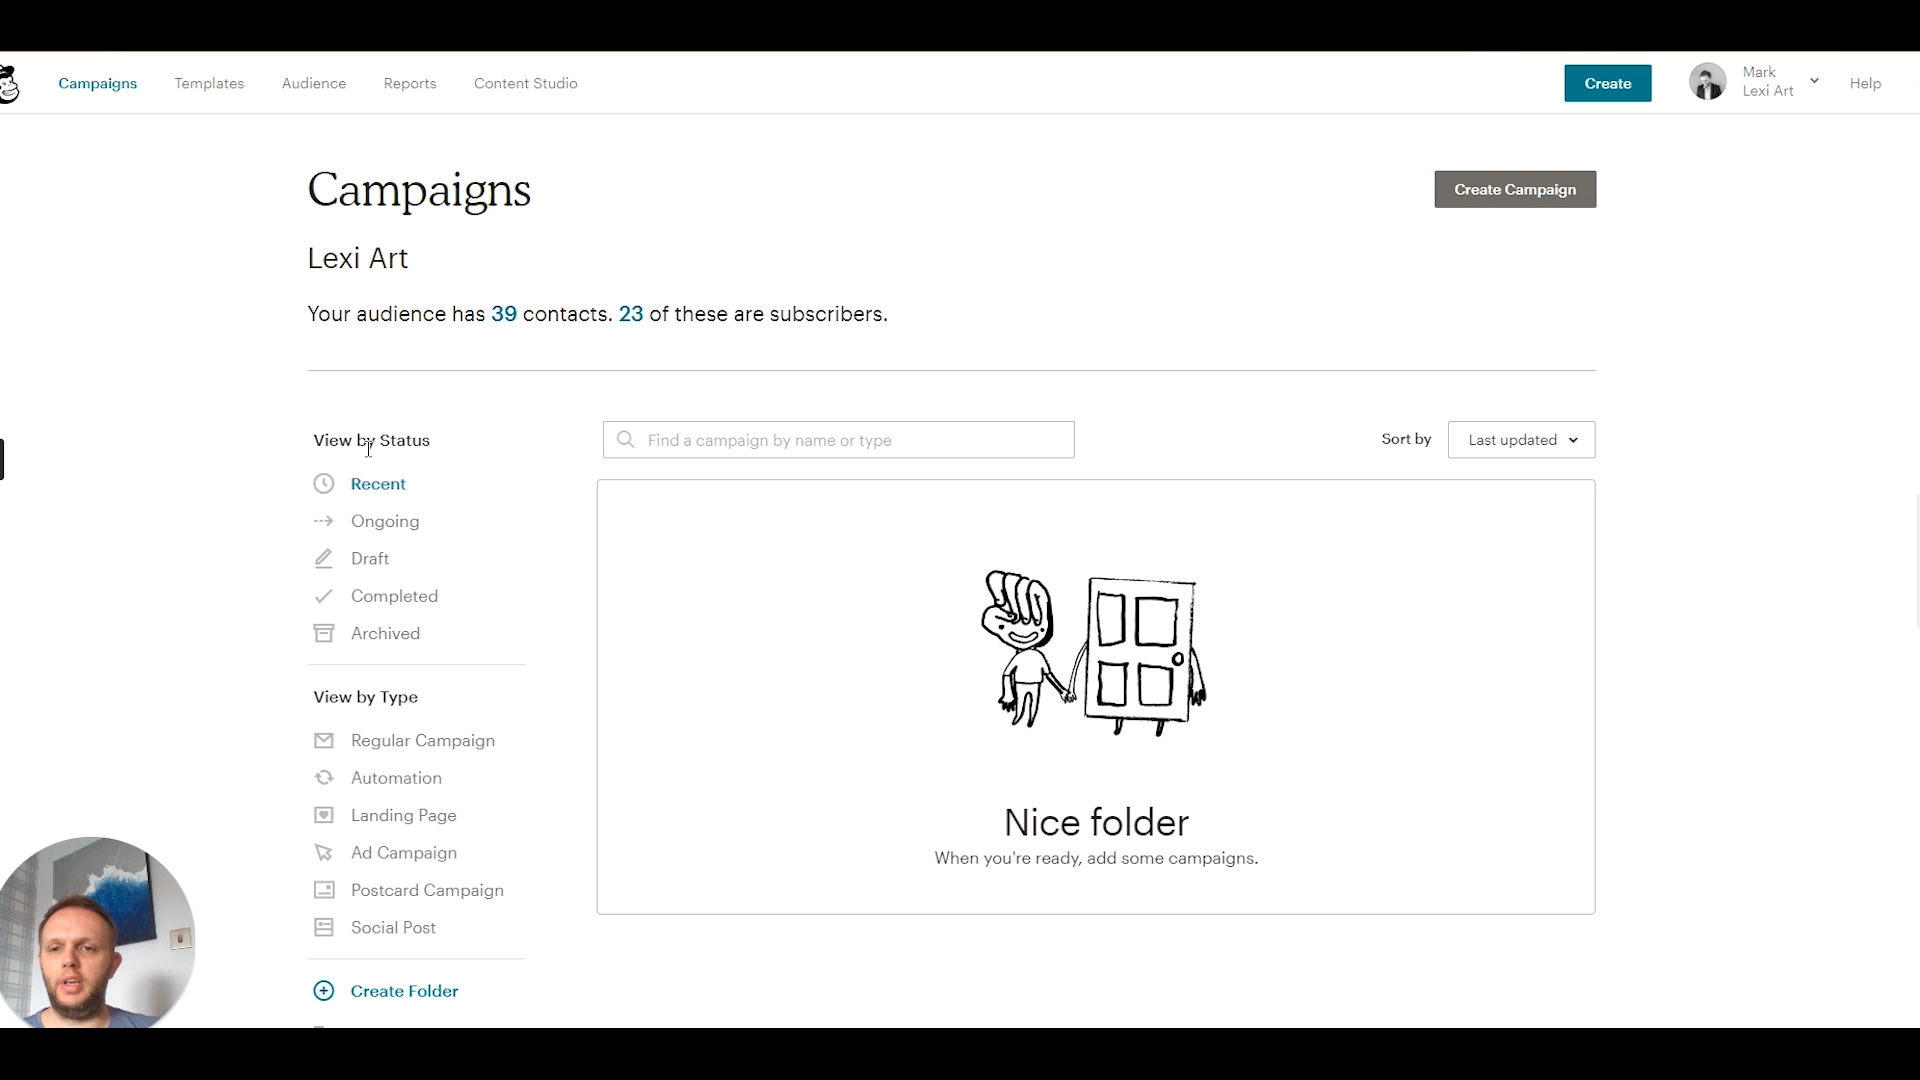 Campaigns
Templates
Audience
Reports
Content Studio
Create
Mark
Lexi Art
Help
Campaigns
Create Campaign
Lexi Art
Your audience has 39 contacts. 23 of these are subscribers.
View by Status
Find a campaign by name or type
Sort by
Last updated
Recent
Ongoing
Draft
Completed
Archived
View by Type
Regular Campaign
Automation
Landing Page
Ad Campaign
Postcard Campaign
Social Post
Create Folder
Nice folder
When you're ready, add some campaigns.